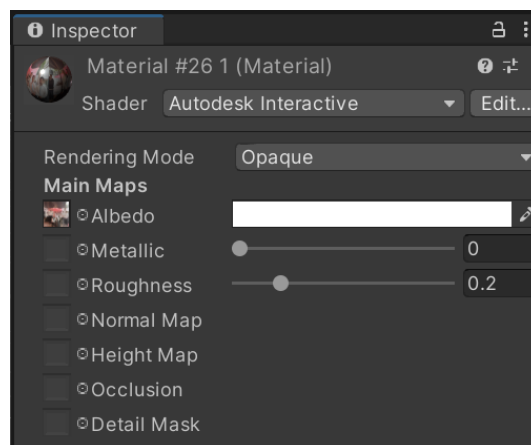 Inspector
Material #26 1 (Material)
Shader Autodesk Interactive Edit...
Rendering Mode Opaque
Main Maps
Albedo
Metallic 0
Roughness 0.2
Normal Map
Height Map
Occlusion
Detail Mask